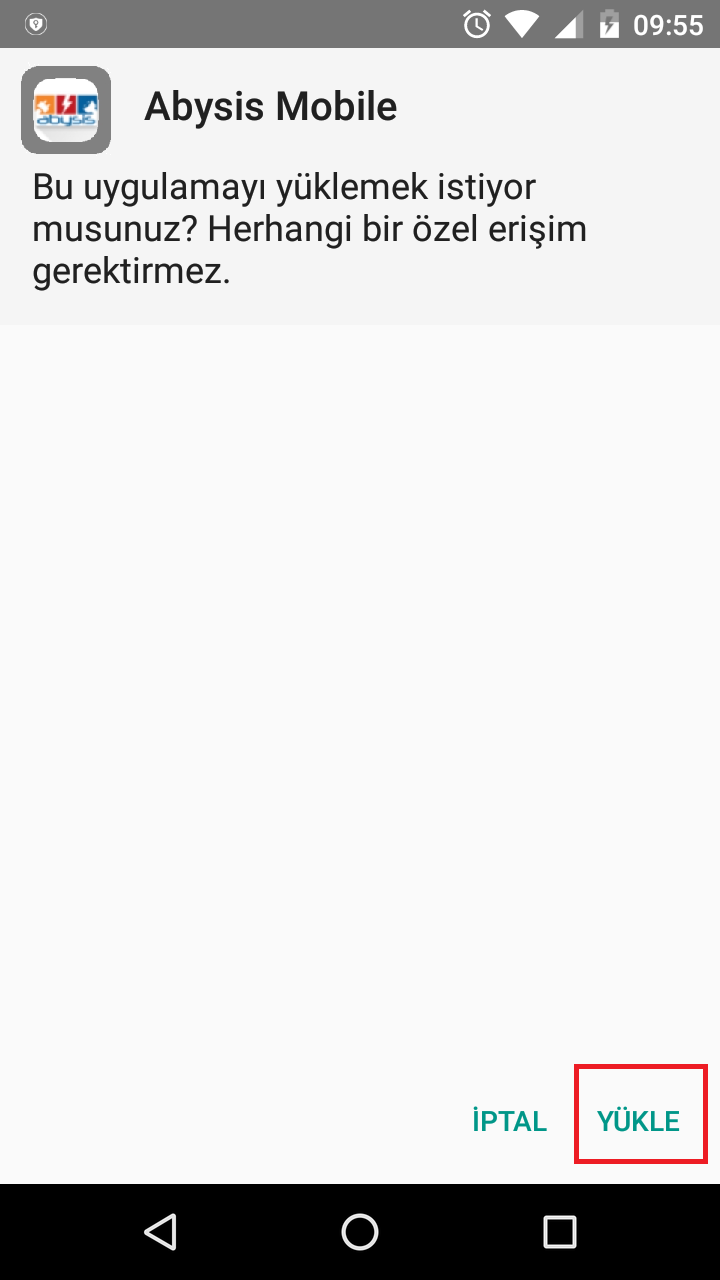 09:55
abysis
Abysis Mobile
Bu uygulamayı yüklemek istiyor
musunuz? Herhangi bir özel erişim
gerektirmez.
İPTAL
YÜKLE